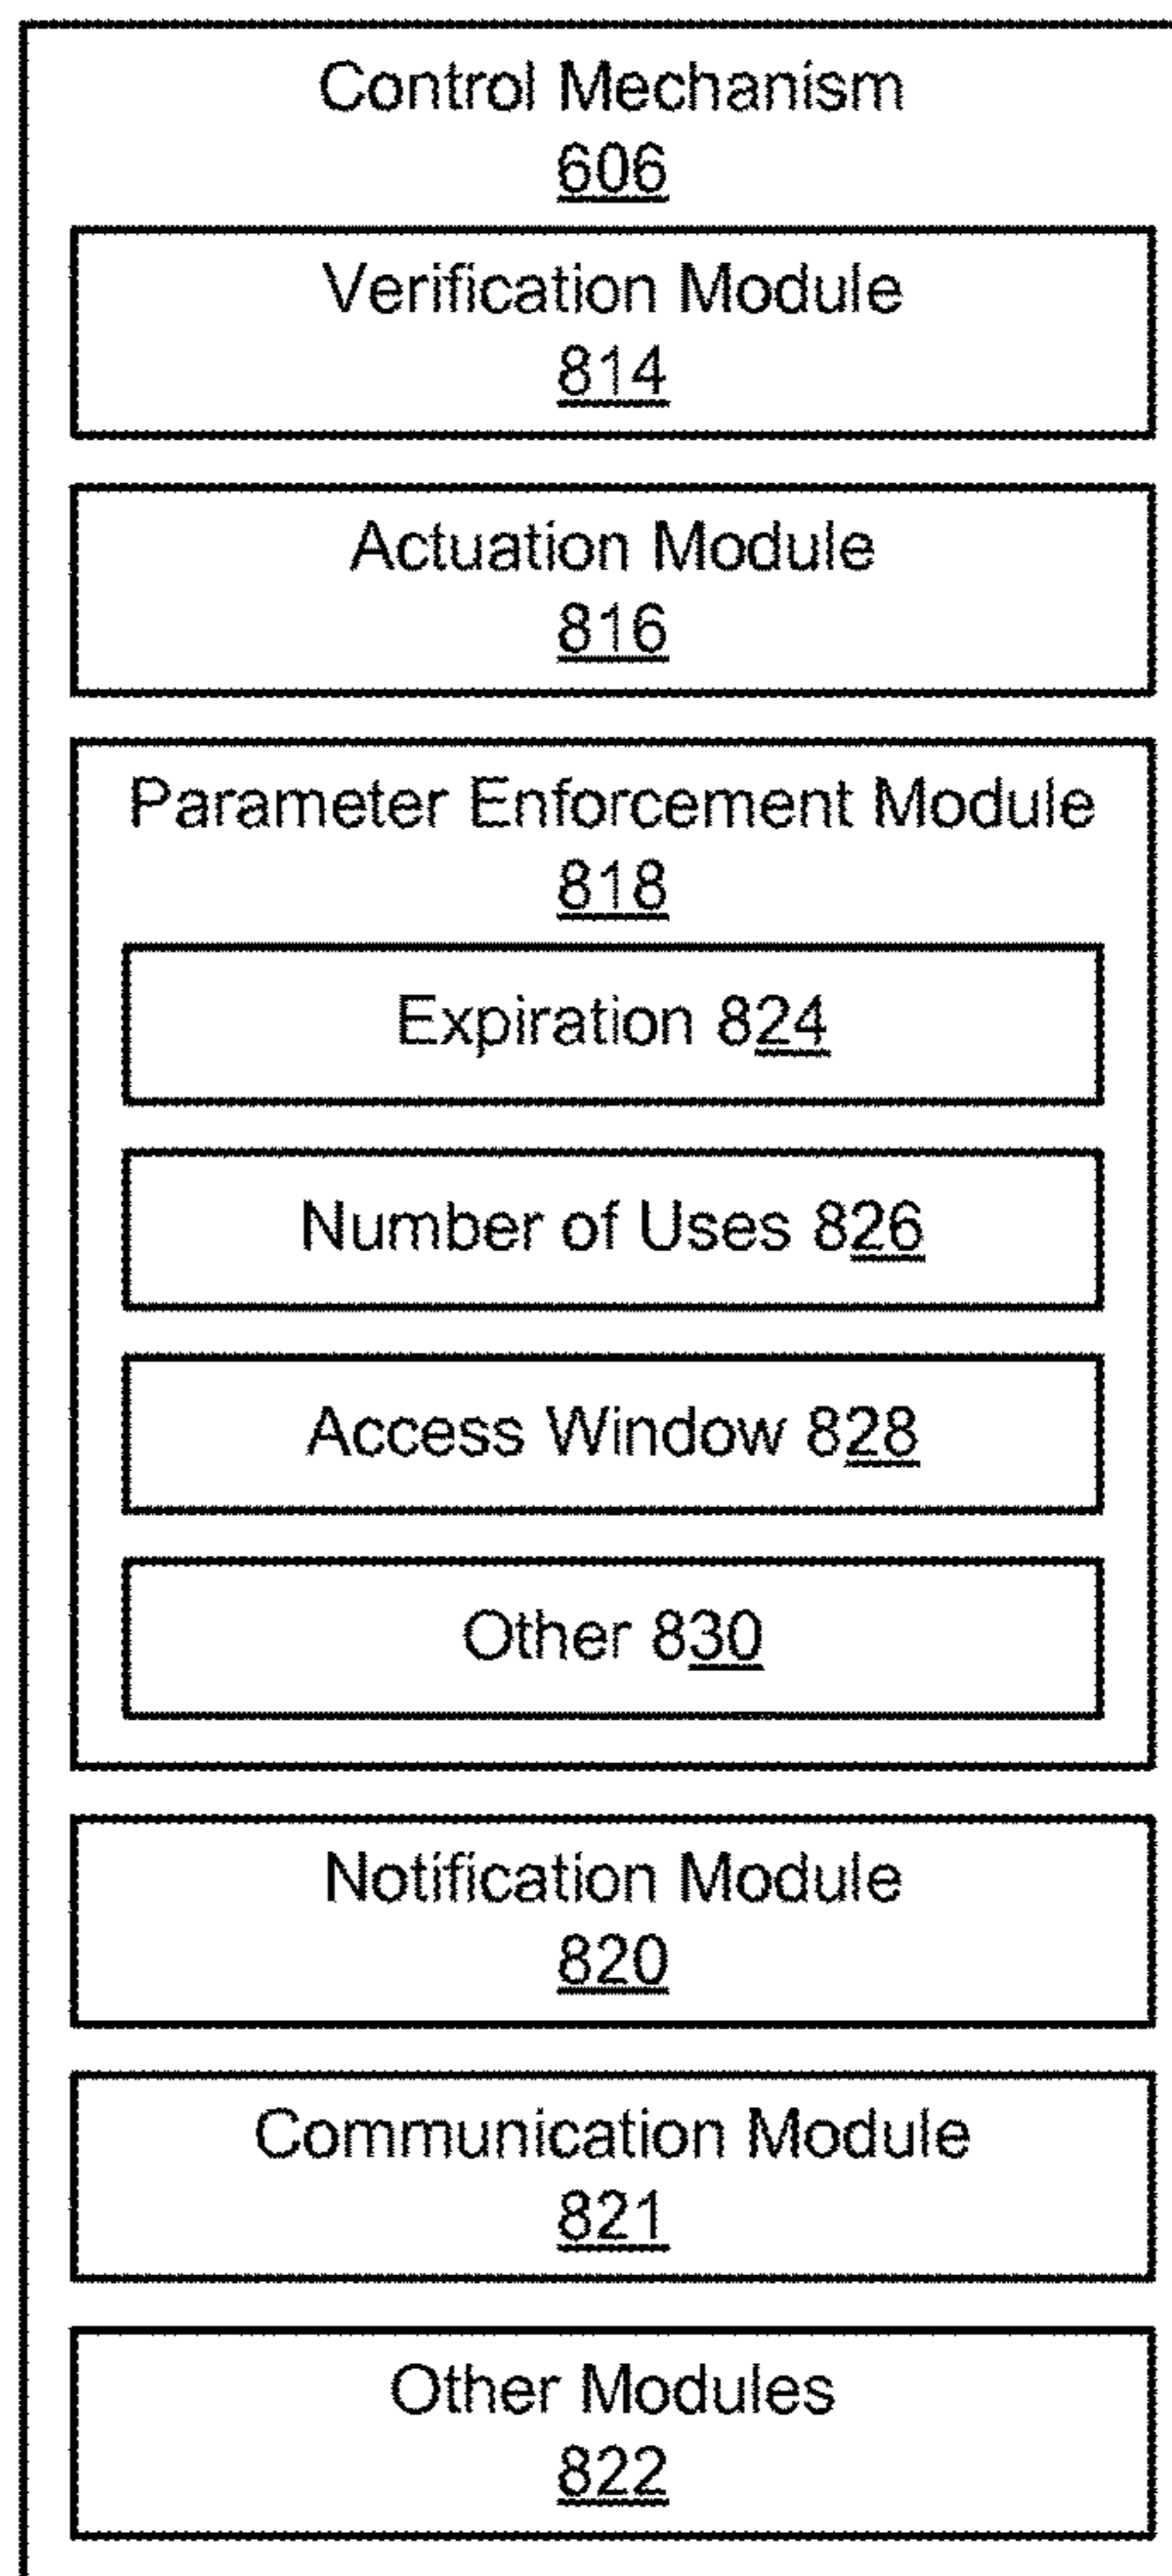 Control Mechanism
606
Verification Module
814
Actuation Module
816
Parameter Enforcement Module
818
Expiration 824
Number of Uses 826
Access Window 828
Other 830
Notification Module
820
Communication Module
821
Other Modules
822